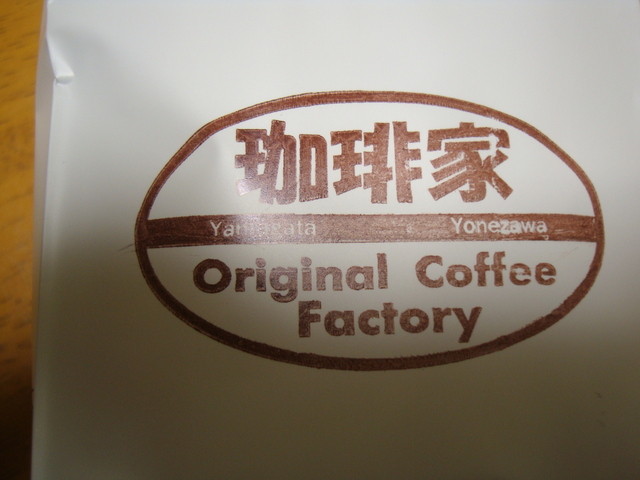 珈琲家
Yamagata Yonezawa
Original Coffee
Factory